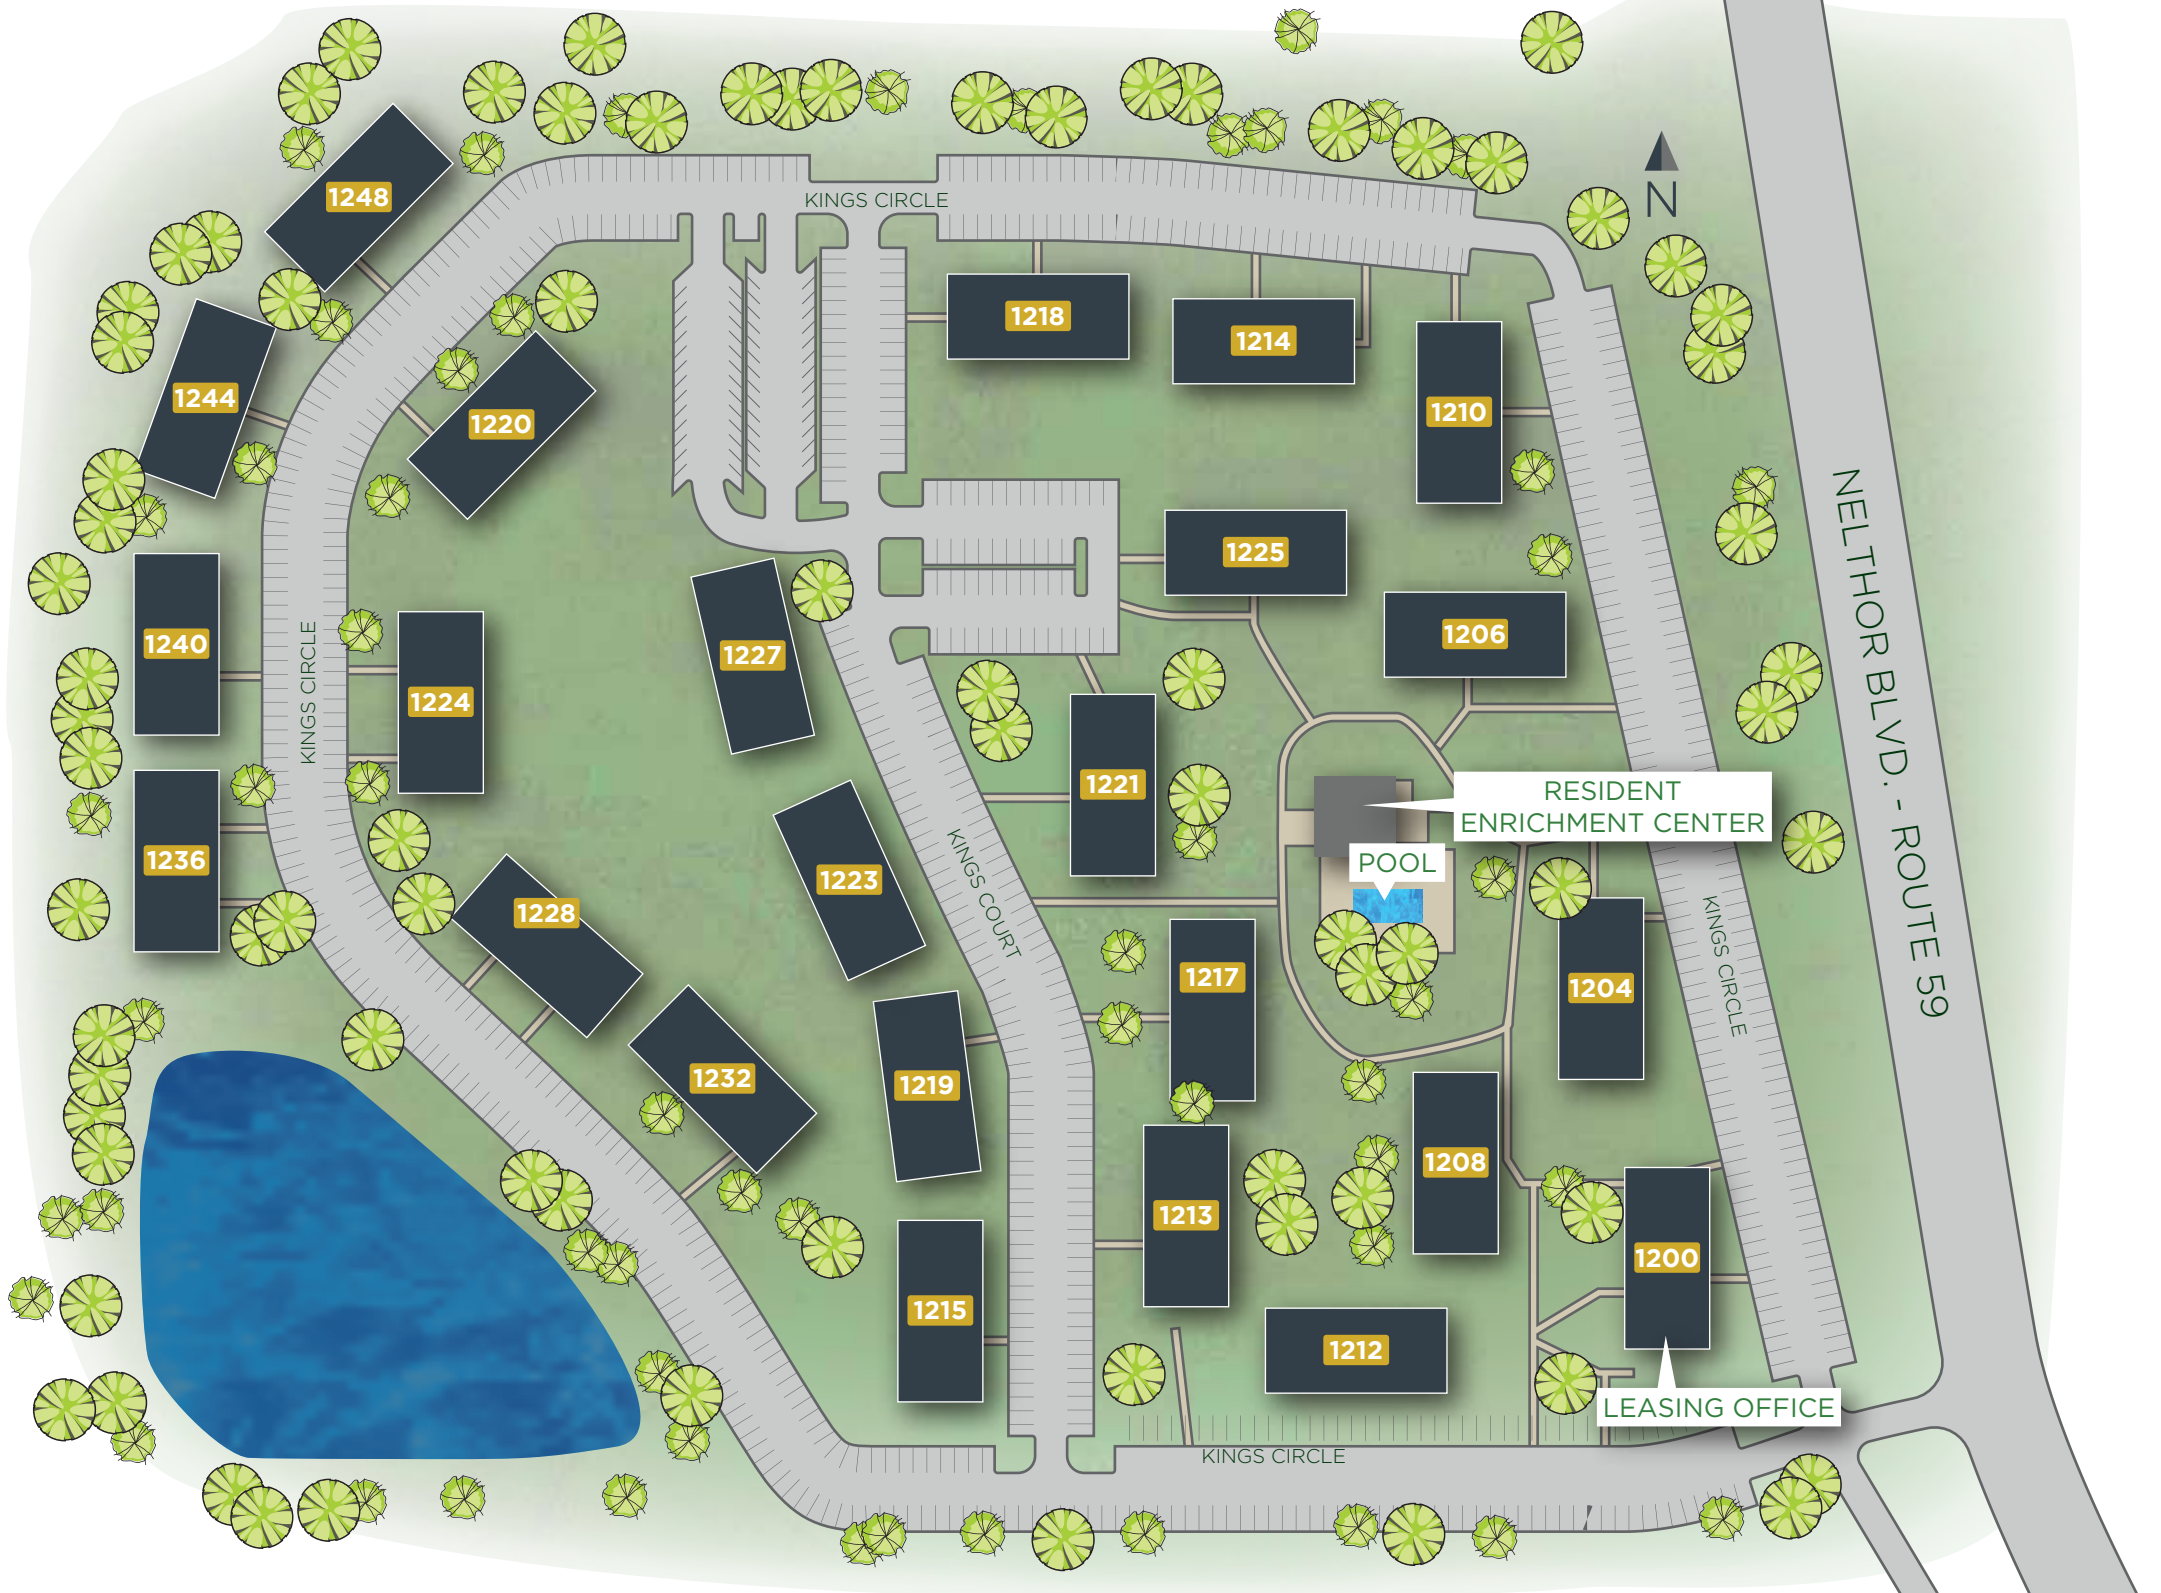 1248
KINGS CIRCLE
N
1218
1214
1244
1220
1210
NELTHOR BLVD. - ROUTE 59
1225
1206
1240
KINGS CIRCLE
1227
1224
1221
RESIDENT
ENRICHMENT CENTER
1236
POOL
1223
KINGS COURT
1228
KINGS CIRCLE
1217
1204
1232
1219
1208
1213
1200
1215
1212
LEASING OFFICE
KINGS CIRCLE